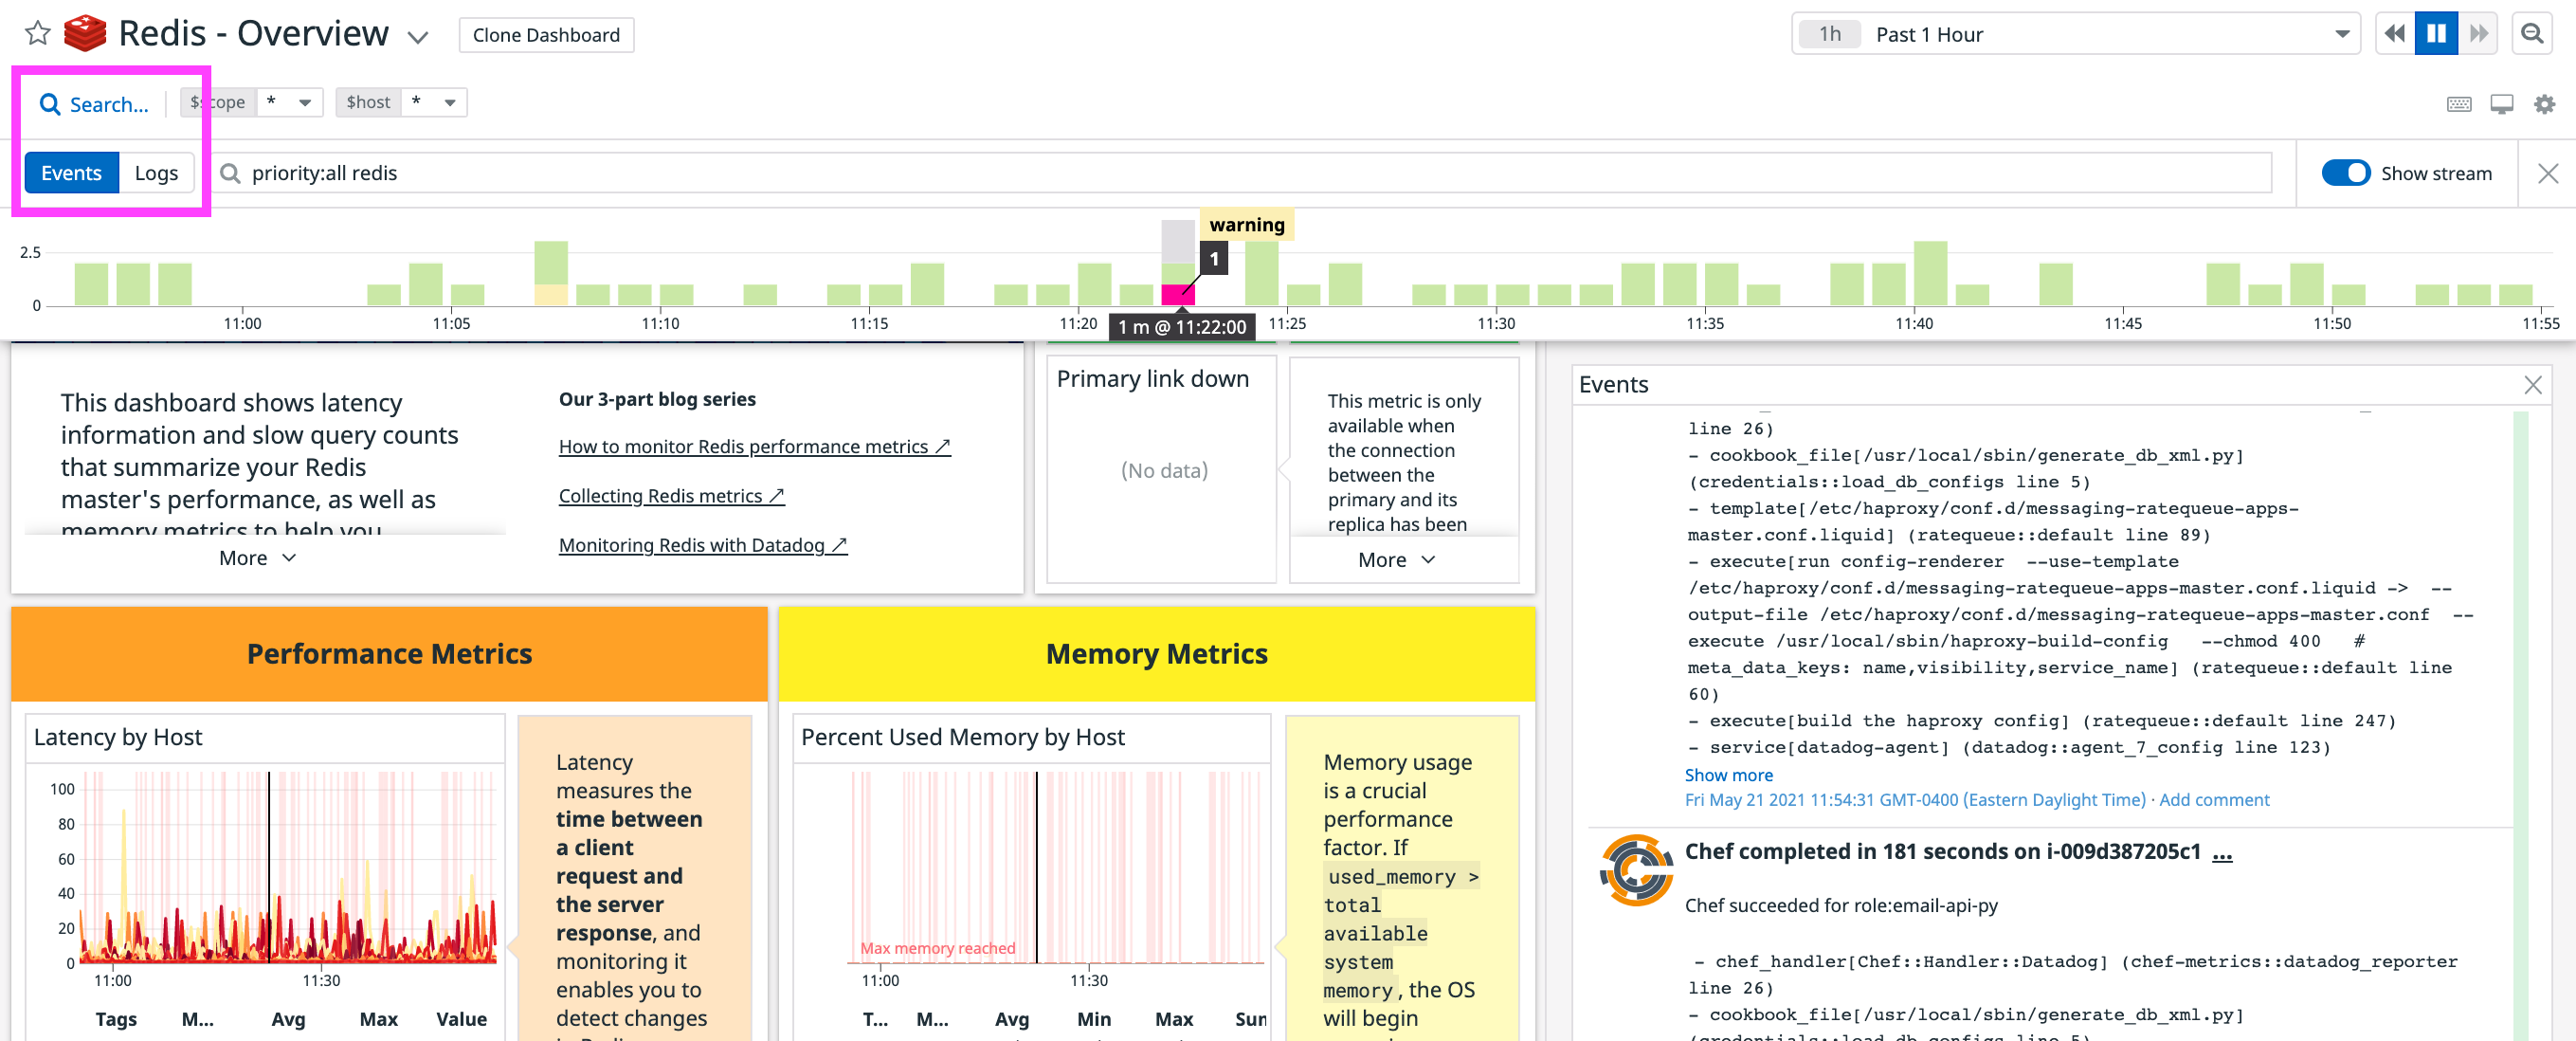 Redis - Overview
Clone Dashboard
1h Past 1 Hour
Search...
$scope *
$host *
Events Logs
priority:all redis
Show stream
warning
2.5
1
0
11:00 11:05 11:10 11:15 11:20 1 m @ 11:22:00 11:25 11:30 11:35 11:40 11:45 11:50 11:55
This dashboard shows latency
information and slow query counts
that summarize your Redis
master's performance, as well as
memory metrics to help you
More
Our 3-part blog series
How to monitor Redis performance metrics ↗
Collecting Redis metrics ↗
Monitoring Redis with Datadog ↗
Primary link down
(No data)
This metric is only
available when
the connection
between the
primary and its
replica has been
More
Performance Metrics
Latency by Host
100
80
60
40
20
0
11:00 11:30
Tags M... Avg Max Value
Latency
measures the
time between
a client
request and
the server
response, and
monitoring it
enables you to
detect changes
Memory Metrics
Percent Used Memory by Host
Max memory reached
11:00 11:30
T... M... Avg Min Max Sun
Memory usage
is a crucial
performance
factor. If
used_memory >
total
available
system
memory, the OS
will begin
Events
line 26)
- cookbook_file[/usr/local/sbin/generate_db_xml.py]
(credentials::load_db_configs line 5)
- template[/etc/haproxy/conf.d/messaging-ratequeue-apps-
master.conf.liquid] (ratequeue::default line 89)
- execute[run config-renderer --use-template
/etc/haproxy/conf.d/messaging-ratequeue-apps-master.conf.liquid -> --
output-file /etc/haproxy/conf.d/messaging-ratequeue-apps-master.conf --
execute /usr/local/sbin/haproxy-build-config --chmod 400 #
meta_data_keys: name,visibility,service_name] (ratequeue::default line
60)
- execute[build the haproxy config] (ratequeue::default line 247)
- service[datadog-agent] (datadog::agent_7_config line 123)
Show more
Fri May 21 2021 11:54:31 GMT-0400 (Eastern Daylight Time) · Add comment
Chef completed in 181 seconds on i-009d387205c1 ...
Chef succeeded for role:email-api-py
- chef_handler[Chef::Handler::Datadog] (chef-metrics::datadog_reporter
line 26)
- cookbook_file[/usr/local/sbin/generate_db_xml.py]
(credentials::load_db_configs line 5)